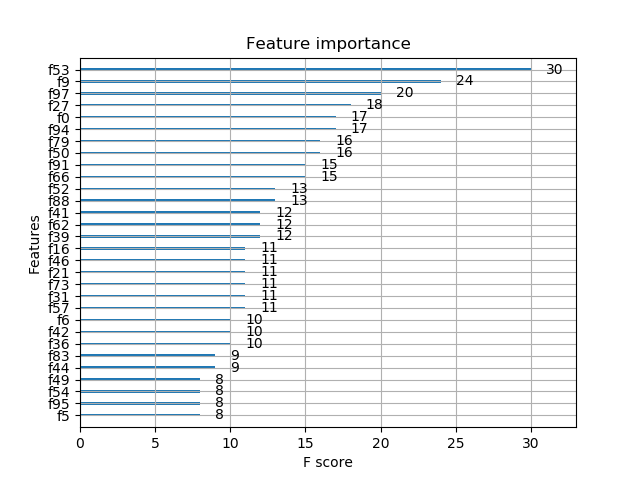 Feature importance
f53 30
f9 24
f97 20
f27 18
f0 17
f94 17
f79 16
f50 16
f91 15
f66 15
f52 13
f88 13
f41 12
f62 12
f39 12
f16 11
f46 11
f21 11
f73 11
f31 11
f57 11
f6 10
f42 10
f36 10
f83 9
f44 9
f49 8
f54 8
f95 8
f5 8
Features
0 5 10 15 20 25 30
F score